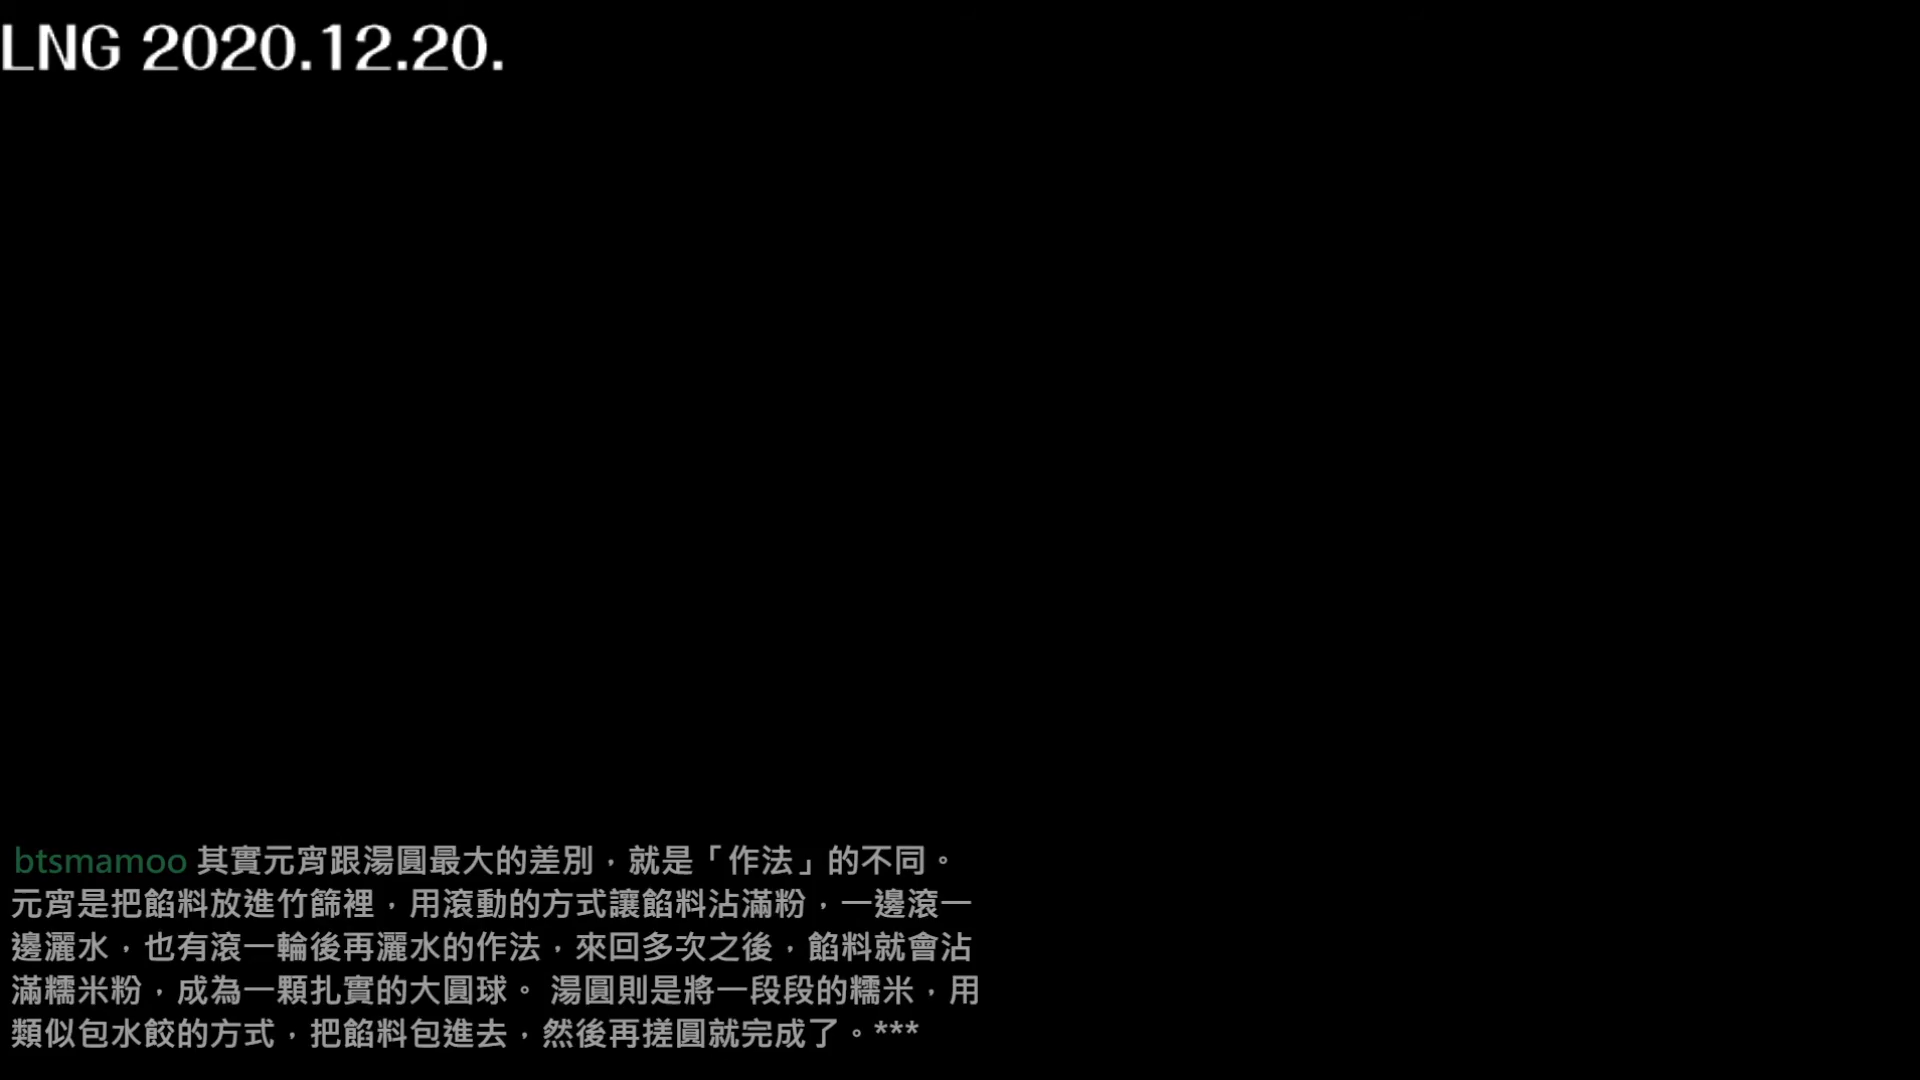 LNG 2020.12.20.
btsmamoo 其實元宵跟湯圓最大的差別，就是「作法」的不同。
元宵是把餡料放進竹篩裡，用滾動的方式讓餡料沾滿粉，一邊滾一
邊灑水，也有滾一輪後再灑水的作法，來回多次之後，餡料就會沾
滿糯米粉，成為一顆扎實的大圓球。 湯圓則是將一段段的糯米，用
類似包水餃的方式，把餡料包進去，然後再搓圓就完成了。***